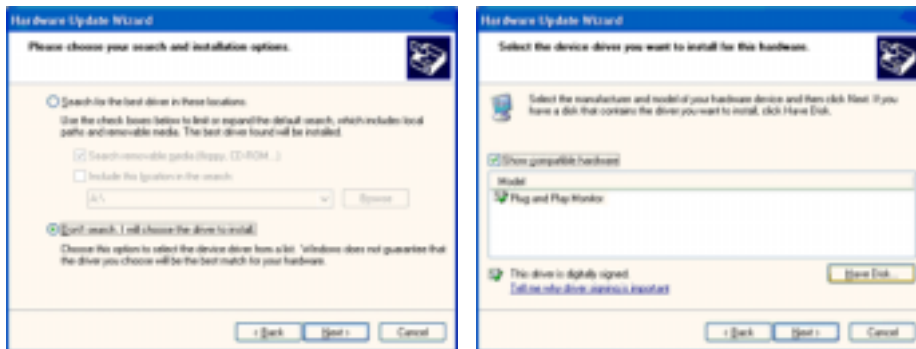 Hardware Update Wizard
Please choose your search and installation options.
Search for the best driver in these locations.
Use the check boxes below to limit or expand the default search, which includes local
paths and removable media. The best driver found will be installed.
Search removable media (floppy, CD-ROM...)
Include this location in the search:
A:\
Browse
Don't search. I will choose the driver to install.
Choose this option to select the device driver from a list. Windows does not guarantee that
the driver you choose will be the best match for your hardware.
< Back
Next >
Cancel
Hardware Update Wizard
Select the device driver you want to install for this hardware.
Select the manufacturer and model of your hardware device and then click Next. If you
have a disk that contains the driver you want to install, click Have Disk.
Show compatible hardware
Model
Plug and Play Monitor
This driver is digitally signed.
Tell me why driver signing is important
Have Disk...
< Back
Next >
Cancel